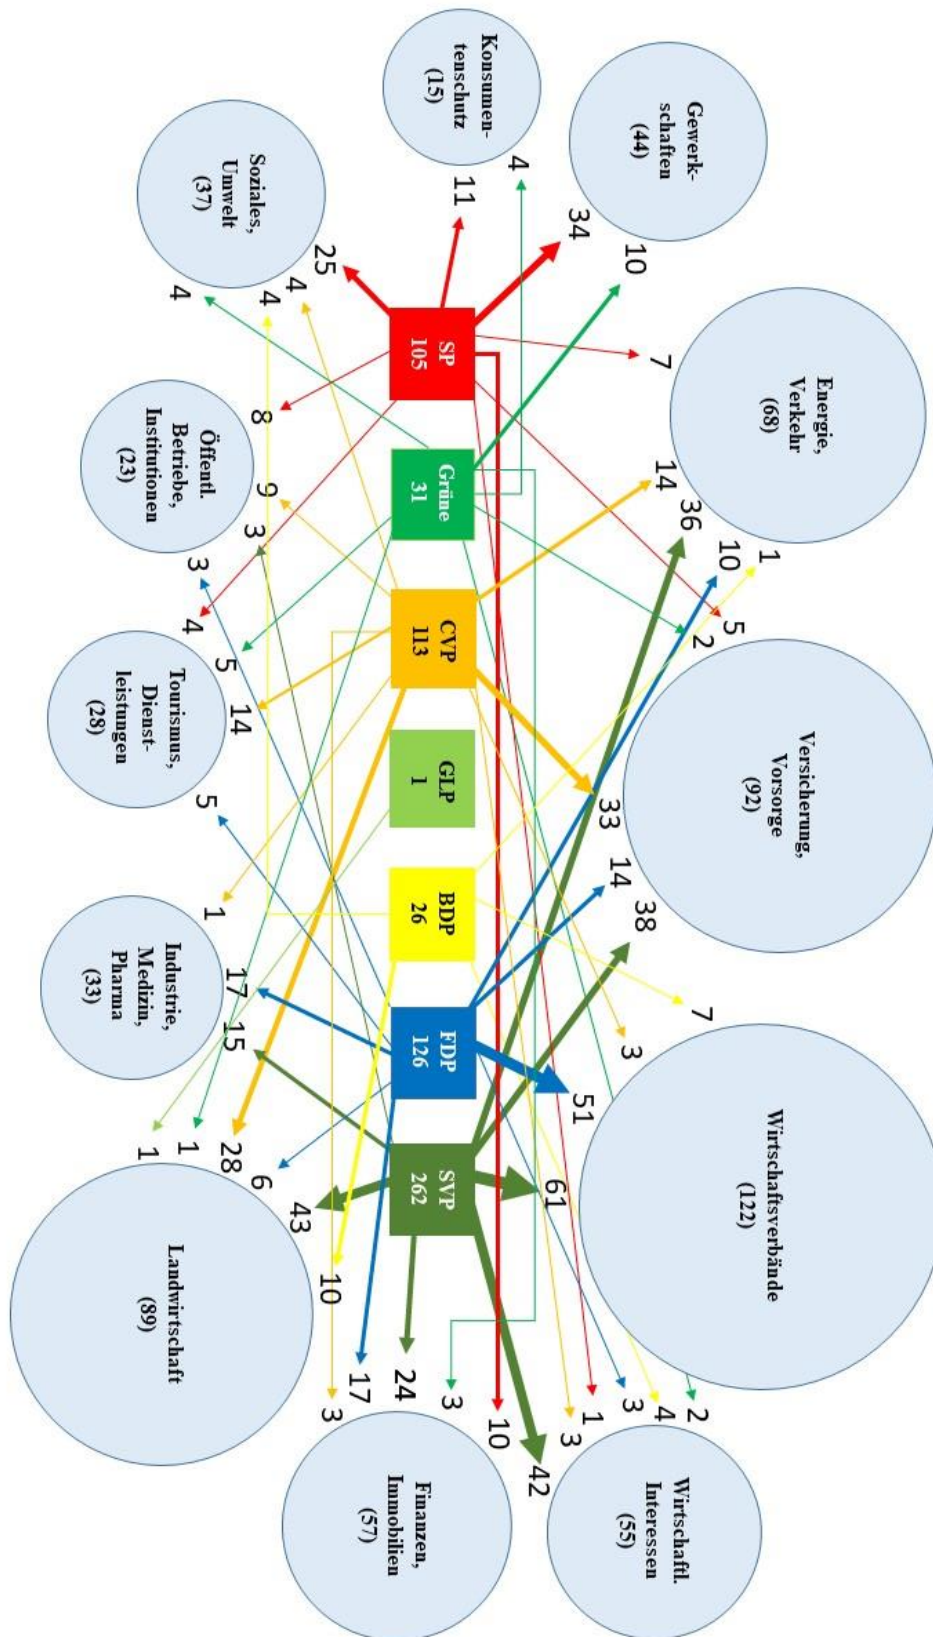 Konsumen-
tenschutz
(15)
Gewerk-
schaften
(44)
Energie,
Verkehr
(68)
Versicherung,
Vorsorge
(92)
Wirtschaftsverbände
(122)
Wirtschaftl.
Interessen
(55)
4
11
34
10
7
14
36
10
1
5
2
33
14
38
7
3
51
61
2
4
3
1
3
42
SP
105
Grüne
31
CVP
113
GLP
1
BDP
26
FDP
126
SVP
262
25
4
4
4
8
9
3
3
4
5
14
5
1
17
15
1
1
28
6
43
10
3
17
24
3
10
Soziales,
Umwelt
(37)
Öffentl.
Betriebe,
Institutionen
(23)
Tourismus,
Dienst-
leistungen
(28)
Industrie,
Medizin,
Pharma
(33)
Landwirtschaft
(89)
Finanzen,
Immobilien
(57)